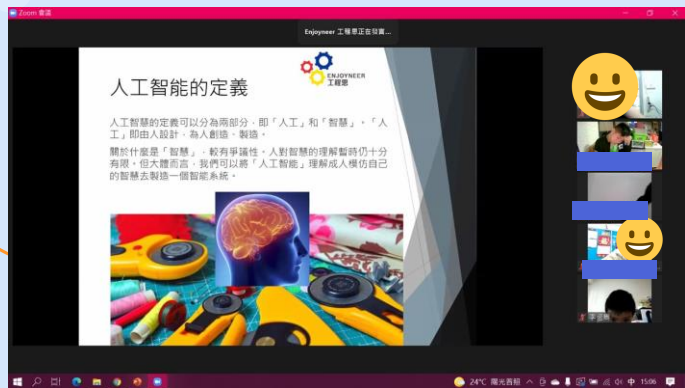 Zoom 會議
Enjoyneer 工程恩正在發言...
ENJOYNEER
工程恩
人工智能的定義
人工智慧的定義可以分為兩部分，即「人工」和「智慧」。「人
工」即由人設計，為人創造、製造。
關於什麼是「智慧」，較有爭議性。人對智慧的理解暫時仍十分
有限。但大體而言，我們可以將「人工智能」理解成人模仿自己
的智慧去製造一個智能系統。
24°C 陽光普照
中
15:06